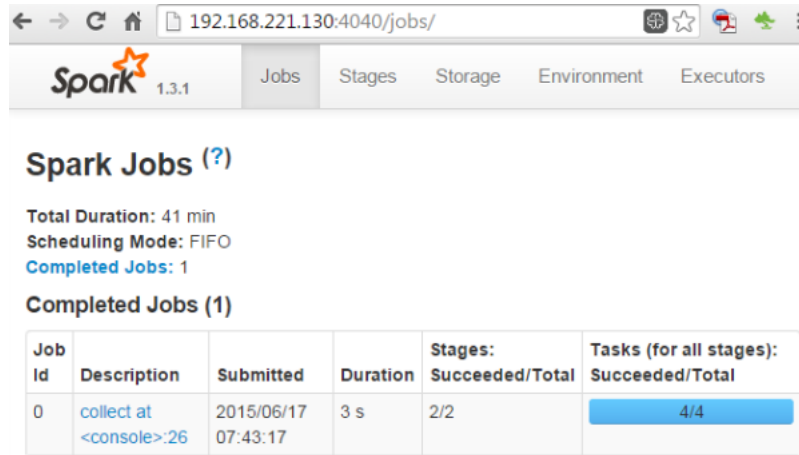 192.168.221.130:4040/jobs/
Spark 1.3.1 Jobs Stages Storage Environment Executors
Spark Jobs (?)
Total Duration: 41 min
Scheduling Mode: FIFO
Completed Jobs: 1
Completed Jobs (1)
Job Id Description Submitted Duration Stages: Succeeded/Total Tasks (for all stages): Succeeded/Total
0 collect at <console>:26 2015/06/17 07:43:17 3 s 2/2 4/4